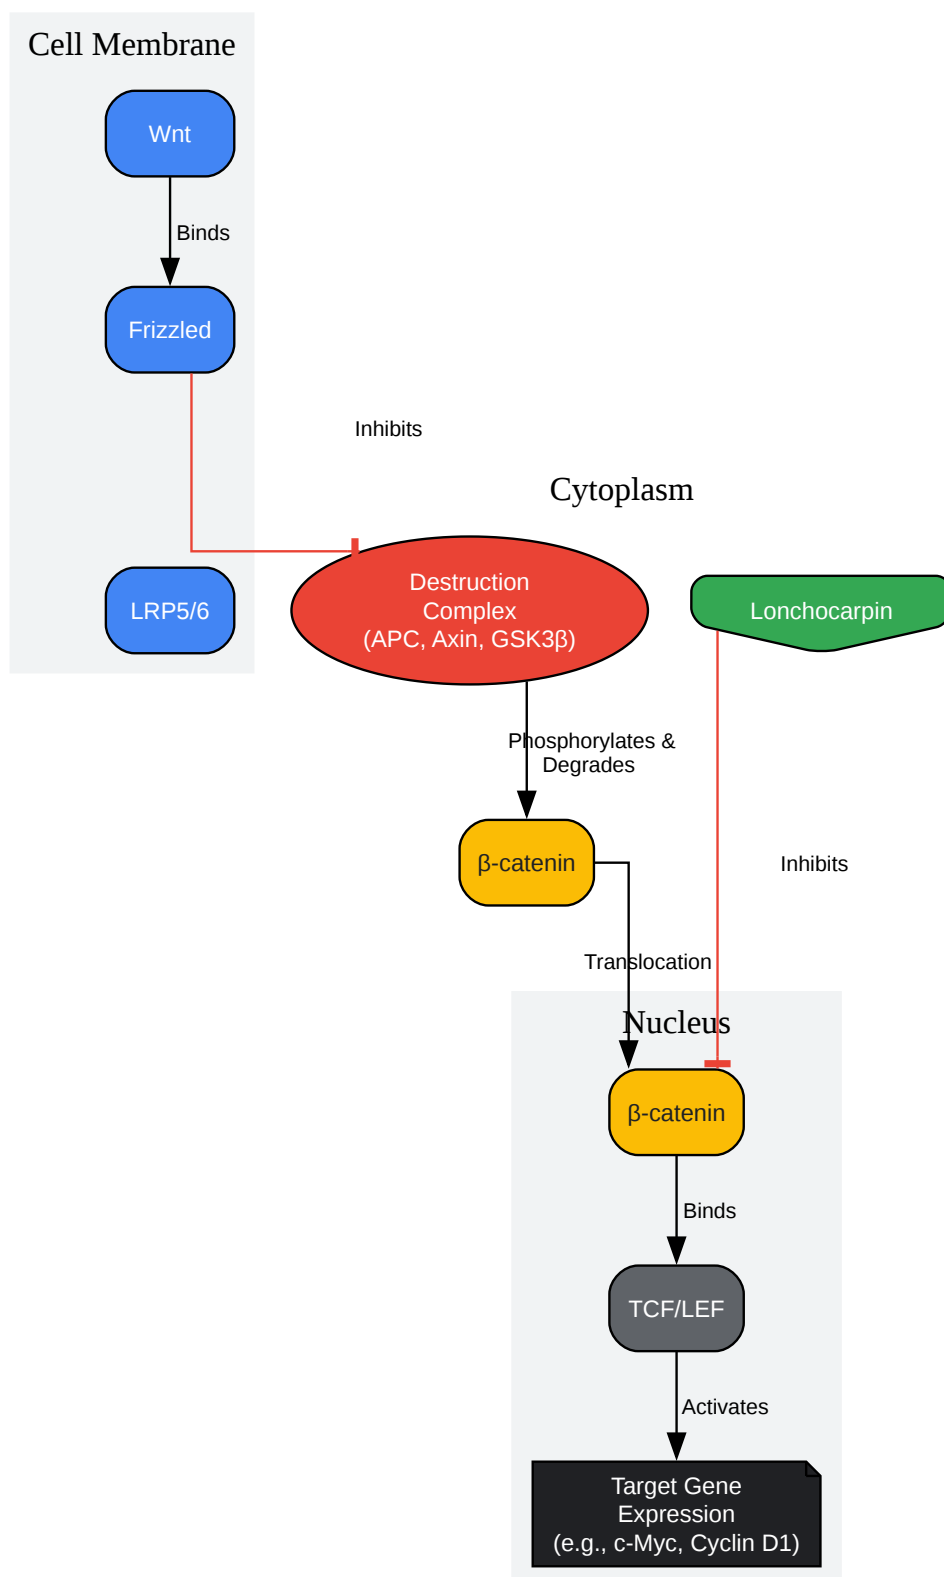 Cell Membrane
Wnt
Binds
Frizzled
Inhibits
Cytoplasm
LRP5/6
Destruction
Complex
(APC, Axin, GSK3β)
Lonchocarpin
Phosphorylates &
Degrades
β-catenin
Inhibits
Translocation
Nucleus
β-catenin
Binds
TCF/LEF
Activates
Target Gene
Expression
(e.g., c-Myc, Cyclin D1)